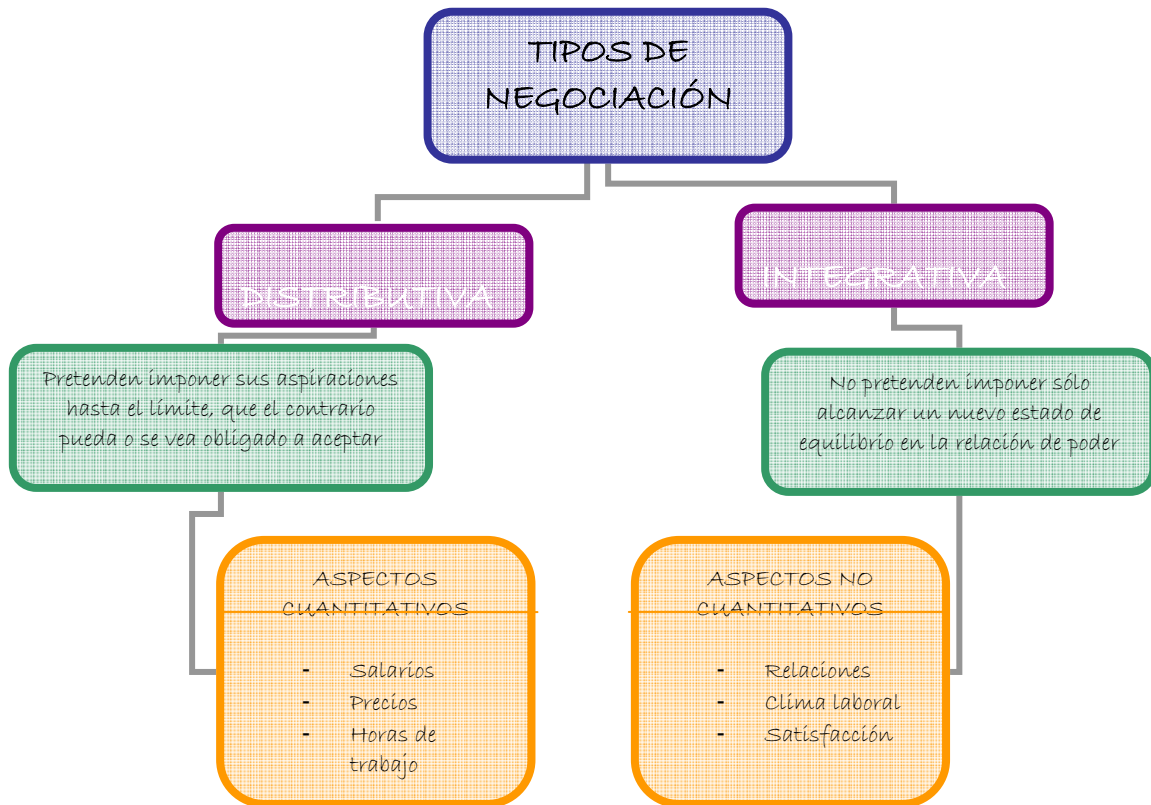 TIPOS DE
NEGOCIACIÓN
DISTRIBUTIVA
INTEGRATIVA
Pretenden imponer sus aspiraciones
hasta el límite, que el contrario
pueda o se vea obligado a aceptar
No pretenden imponer sólo
alcanzar un nuevo estado de
equilibrio en la relación de poder
ASPECTOS
CUANTITATIVOS
- Salarios
- Precios
- Horas de
trabajo
ASPECTOS NO
CUANTITATIVOS
- Relaciones
- Clima laboral
- Satisfacción